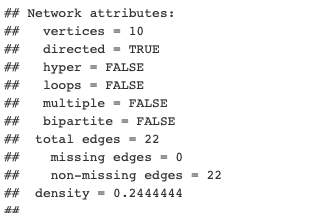 ## Network attributes:
##   vertices = 10
##   directed = TRUE
##   hyper = FALSE
##   loops = FALSE
##   multiple = FALSE
##   bipartite = FALSE
##  total edges = 22
##    missing edges = 0
##    non-missing edges = 22
##  density = 0.2444444
##